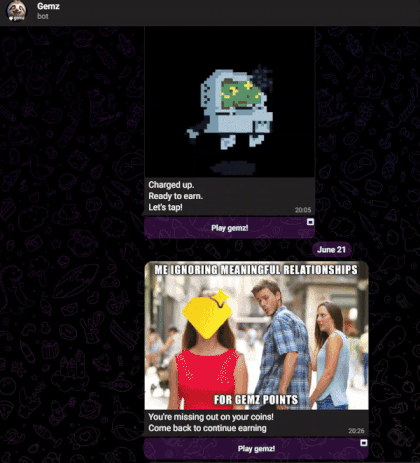 Gemz
bot
Charged up.
Ready to earn.
Let's tap!
20:05
Play gemz!
June 21
ME IGNORING MEANINGFUL RELATIONSHIPS
FOR GEMZ POINTS
You're missing out on your coins!
Come back to continue earning
20:26
Play gemz!